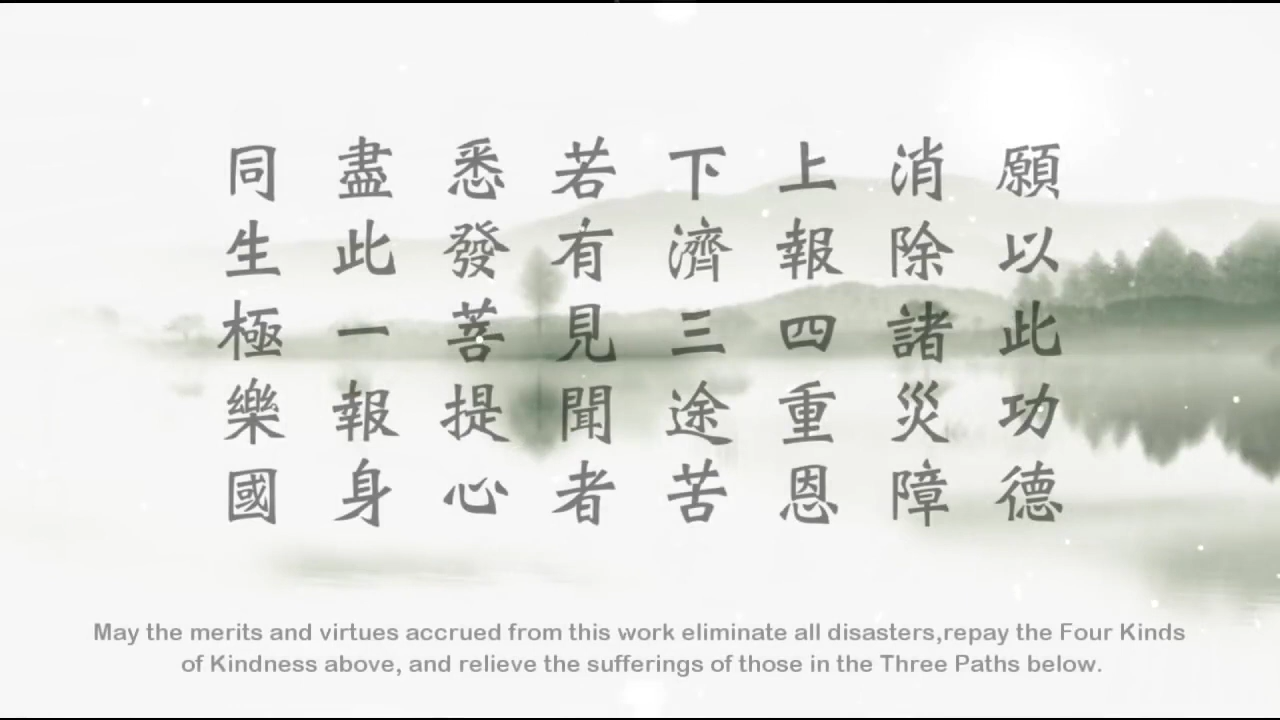 願以此功德
消除諸災障
上報四重恩
下濟三途苦
若有見聞者
悉發菩提心
盡此一報身
同生極樂國
May the merits and virtues accrued from this work eliminate all disasters,repay the Four Kinds
of Kindness above, and relieve the sufferings of those in the Three Paths below.